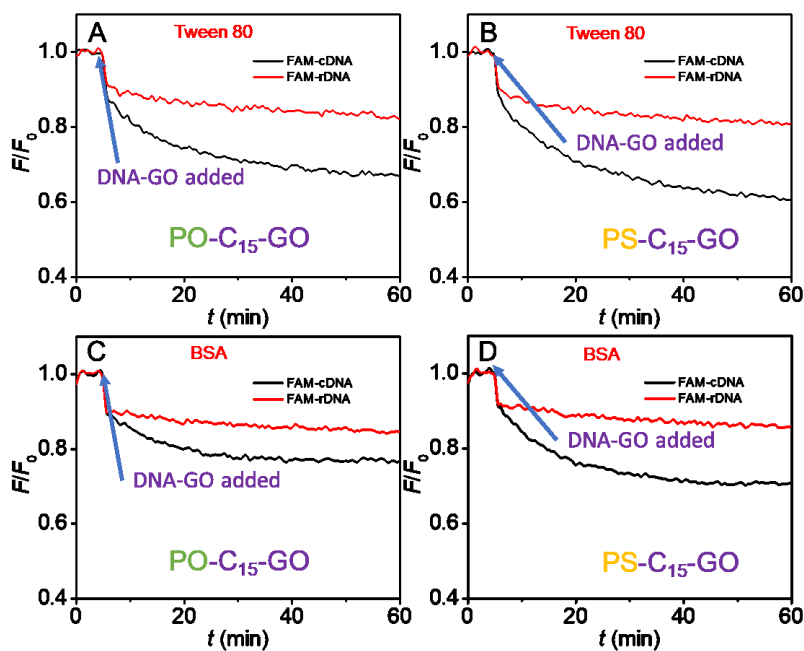 A
Tween 80
FAM-cDNA
FAM-rDNA
DNA-GO added
PO-C15-GO
F/F0
1.0
0.8
0.6
0.4
0 20 40 60
t (min)
B
Tween 80
FAM-cDNA
FAM-rDNA
DNA-GO added
PS-C15-GO
F/F0
1.0
0.8
0.6
0.4
0 20 40 60
t (min)
C
BSA
FAM-cDNA
FAM-rDNA
DNA-GO added
PO-C15-GO
F/F0
1.0
0.8
0.6
0.4
0 20 40 60
t (min)
D
BSA
FAM-cDNA
FAM-rDNA
DNA-GO added
PS-C15-GO
F/F0
1.0
0.8
0.6
0.4
0 20 40 60
t (min)